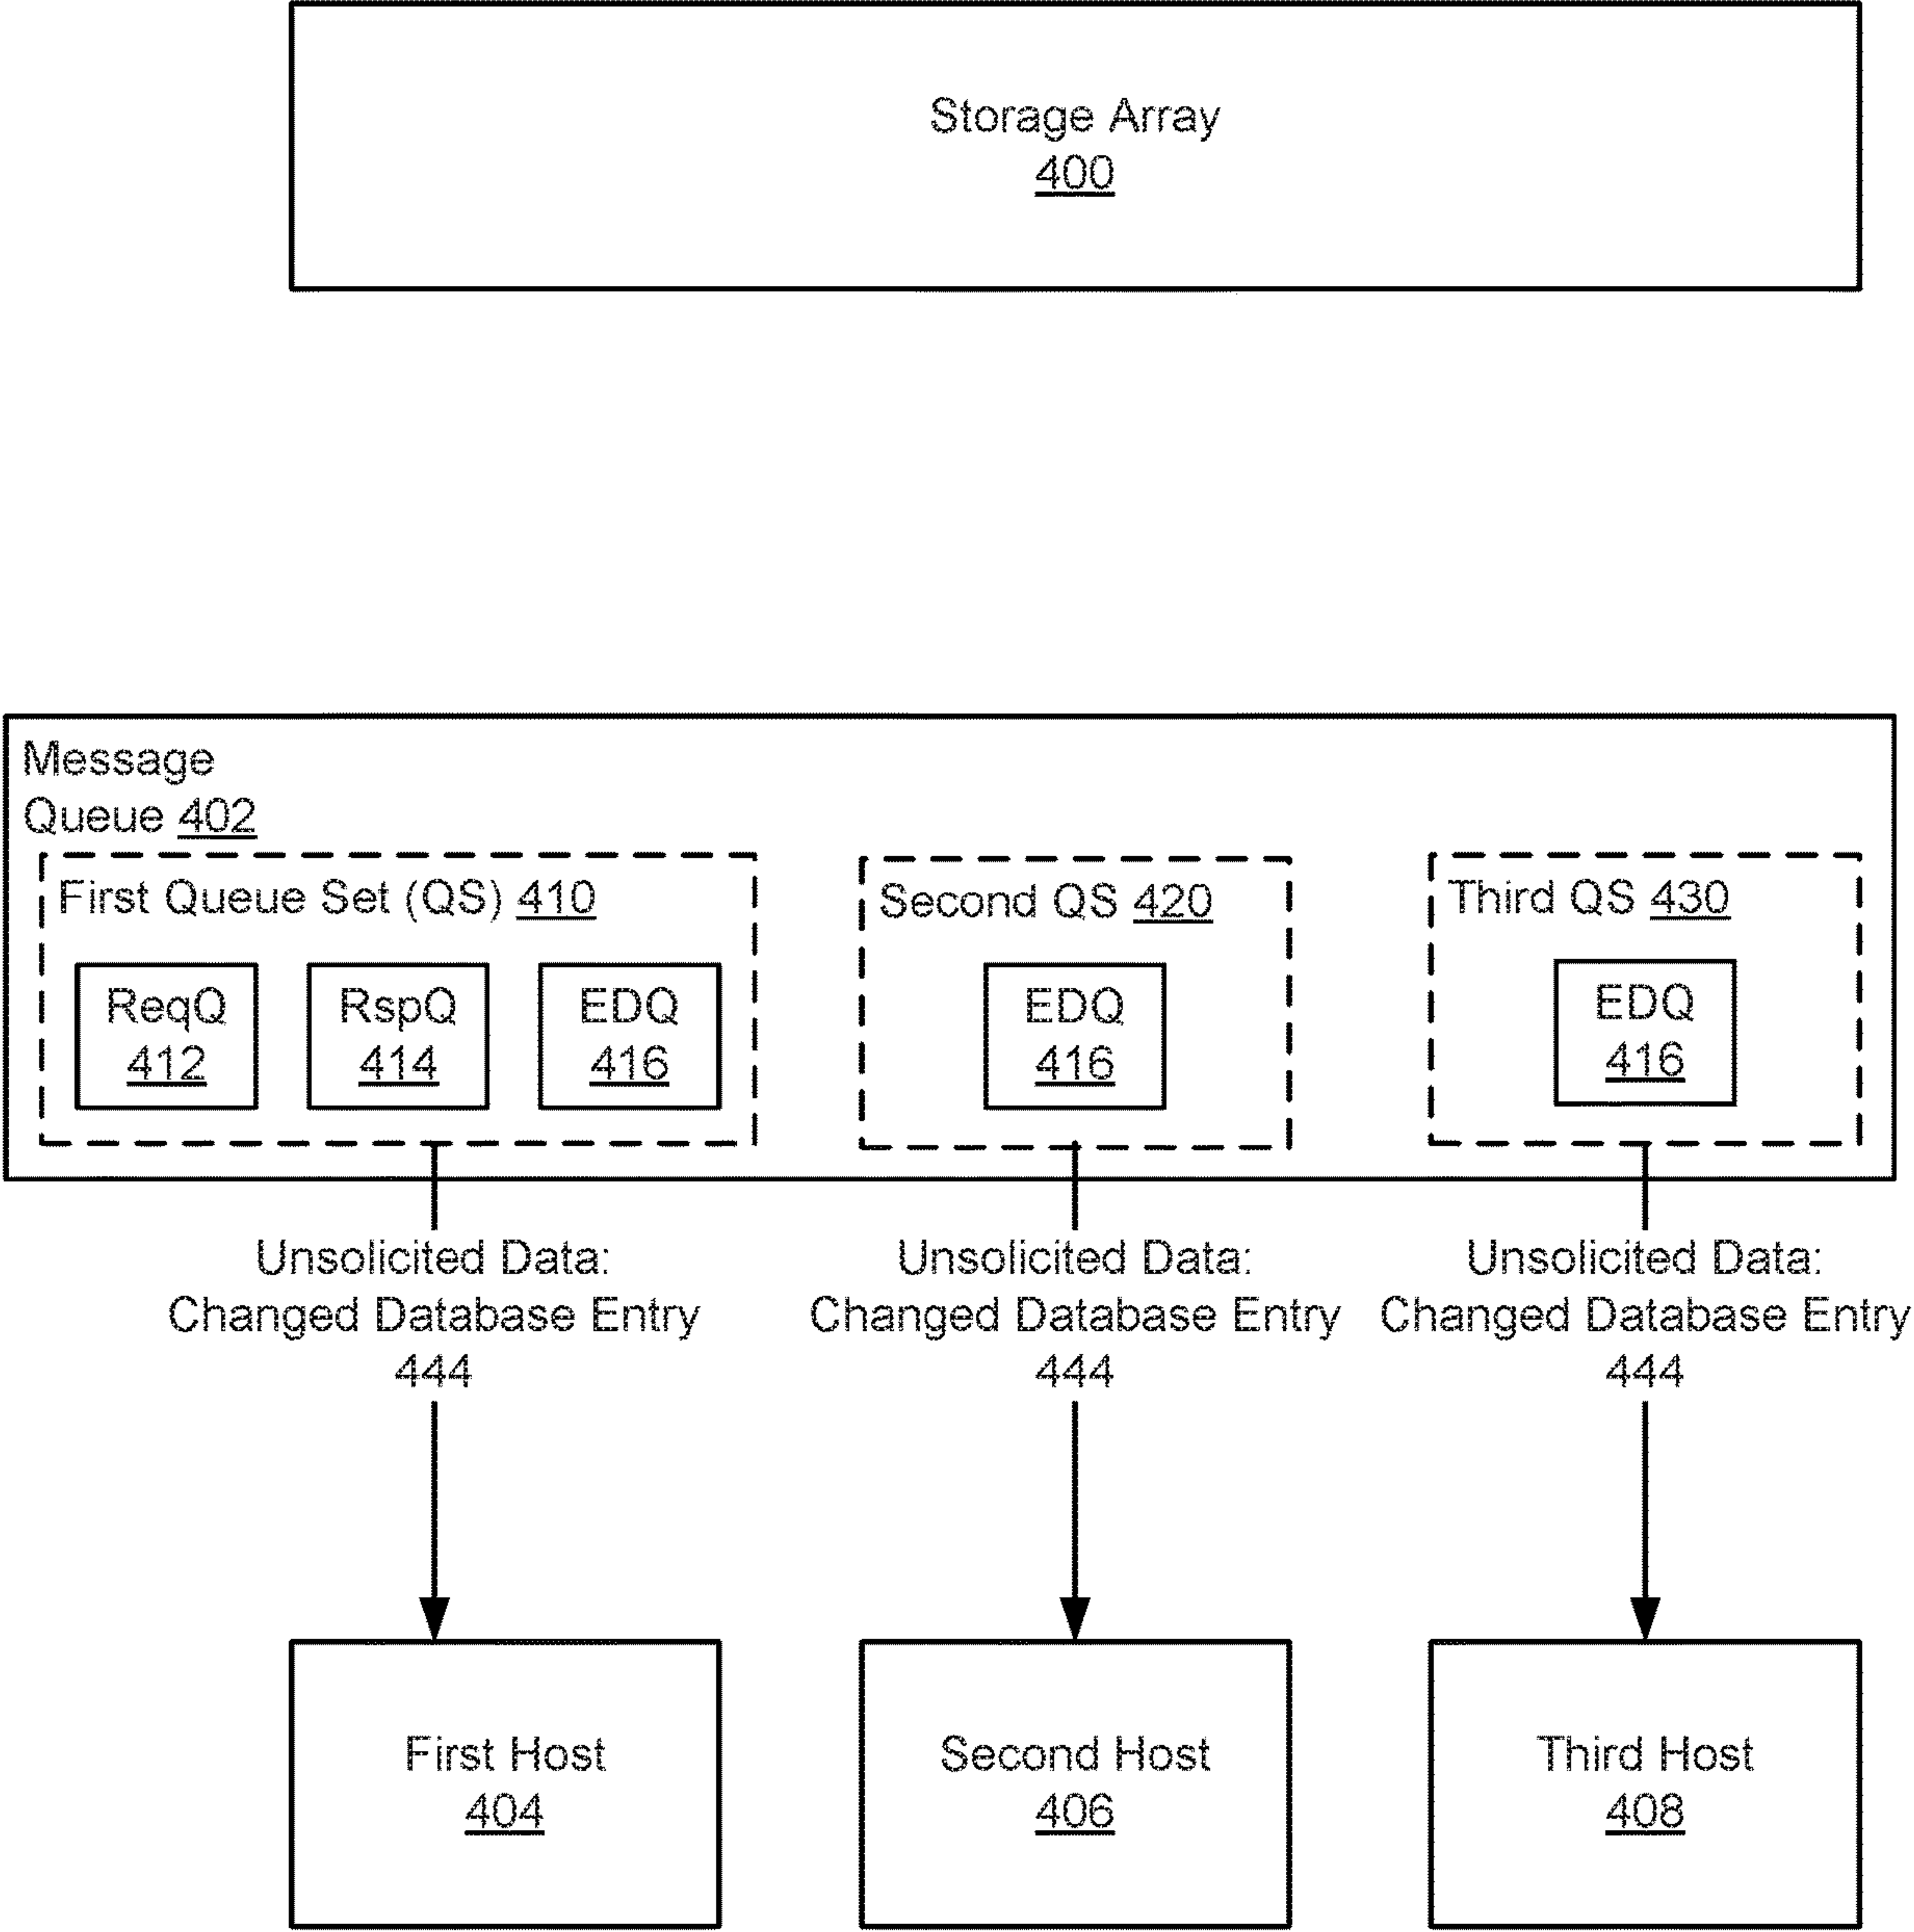 Storage Array
400
Message
Queue 402
First Queue Set (QS) 410
Second QS 420
Third QS 430
ReqQ
412
RspQ
414
EDQ
416
EDQ
416
EDQ
416
Unsolicited Data:
Changed Database Entry
444
Unsolicited Data:
Changed Database Entry
444
Unsolicited Data:
Changed Database Entry
444
First Host
404
Second Host
406
Third Host
408